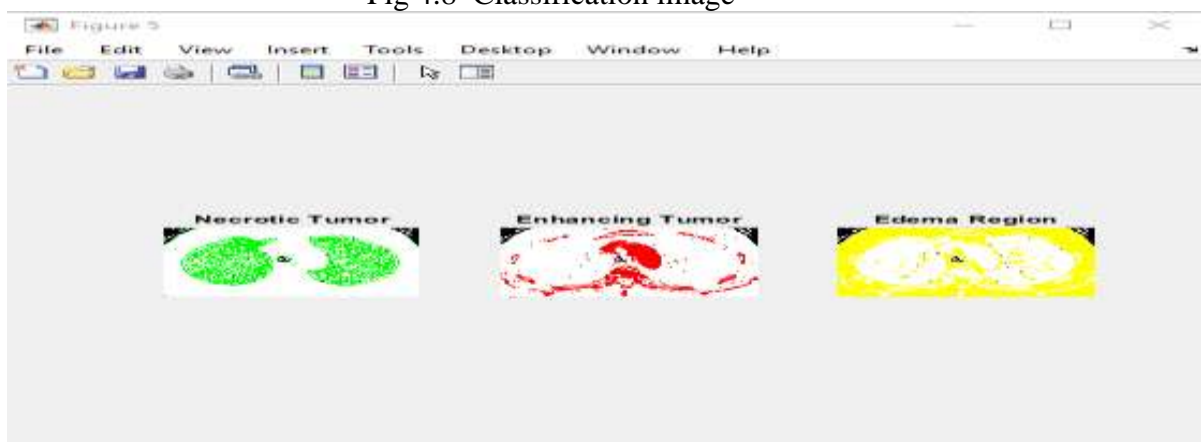 Fig 4.8 Classification image
Figure 5
File Edit View Insert Tools Desktop Window Help
Necrotic Tumor Enhancing Tumor Edema Region